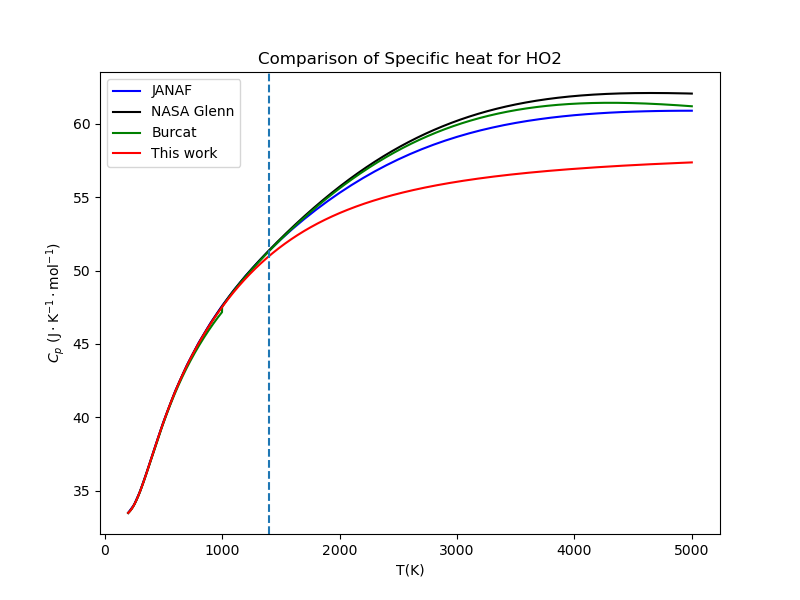 Comparison of Specific heat for HO2
JANAF
NASA Glenn
Burcat
This work
60
55
50
45
40
35
$C_p$ (J · K$^{-1}$ · mol$^{-1}$)
0 1000 2000 3000 4000 5000
T(K)